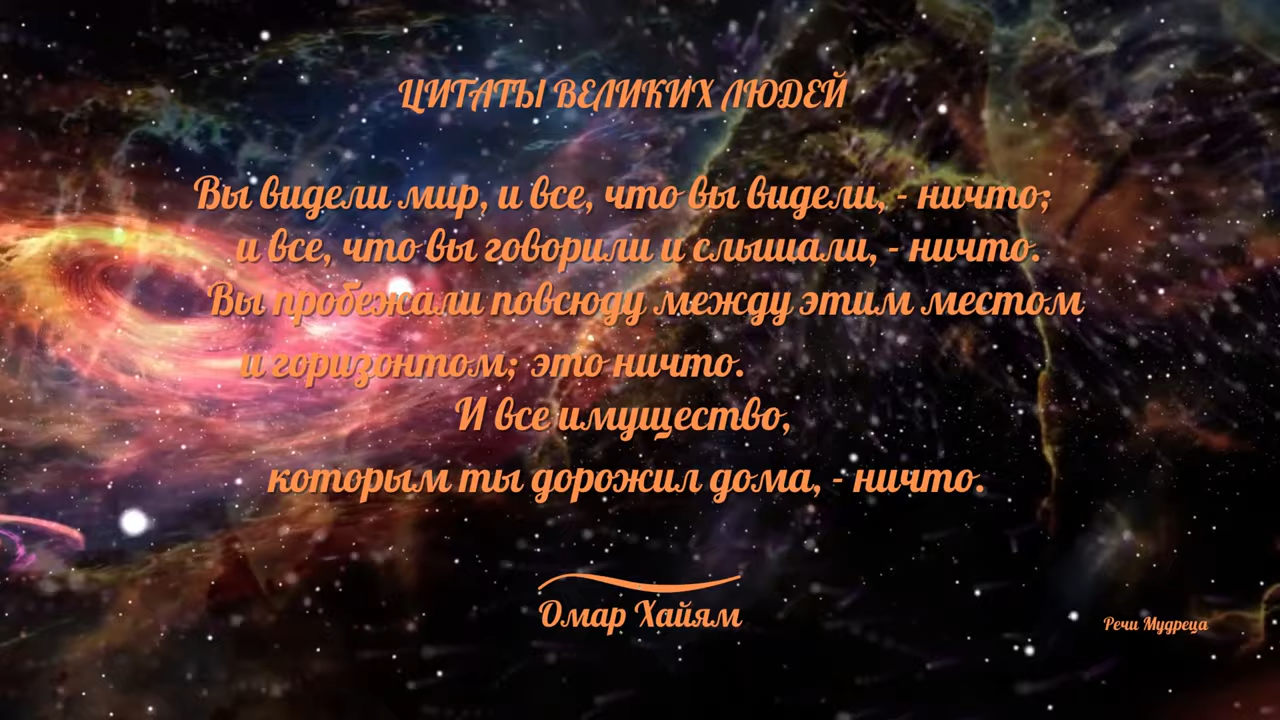 ЦИТАТЫ ВЕЛИКИХ ЛЮДЕЙ
Вы видели мир, и все, что вы видели, - ничто;
и все, что вы говорили и слышали, - ничто.
Вы пробежали повсюду между этим местом
и горизонтом; это ничто.
И все имущество,
которым ты дорожил дома, - ничто.
Омар Хайям
Речи Мудреца